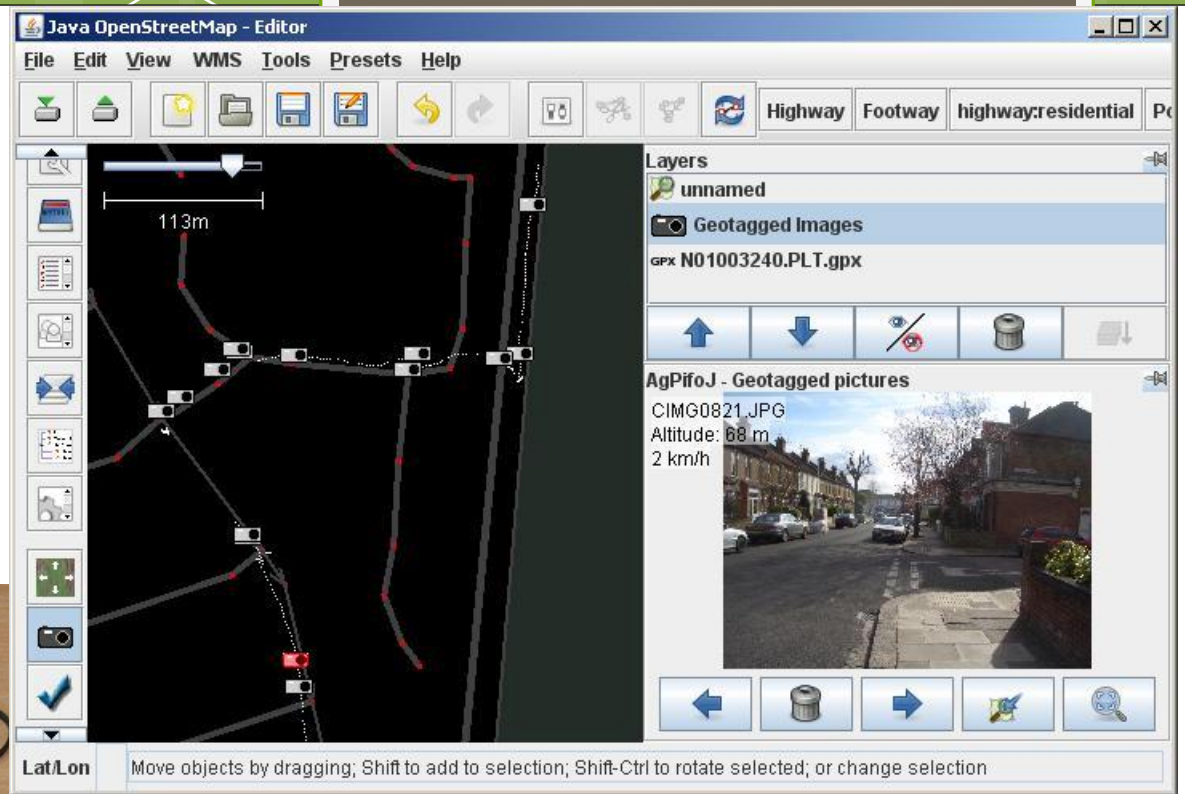 Java OpenStreetMap - Editor
File Edit View WMS Tools Presets Help
Highway Footway highway:residential
113m
Layers
unnamed
Geotagged Images
GPX N01003240.PLT.gpx
AgPifoJ - Geotagged pictures
CIMG0821.JPG
Altitude: 68 m
2 km/h
Lat/Lon Move objects by dragging; Shift to add to selection; Shift-Ctrl to rotate selected; or change selection